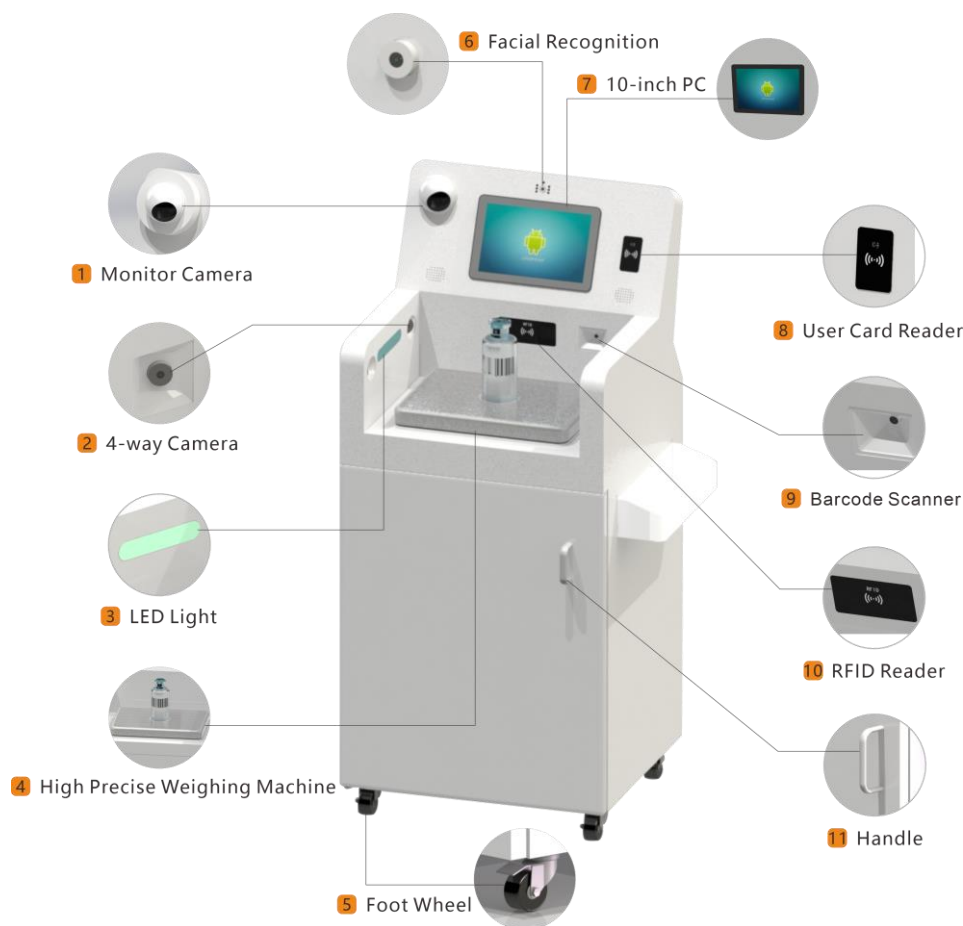 6 Facial Recognition
7 10-inch PC
1 Monitor Camera
8 User Card Reader
2 4-way Camera
9 Barcode Scanner
3 LED Light
RFID
10 RFID Reader
4 High Precise Weighing Machine
11 Handle
5 Foot Wheel